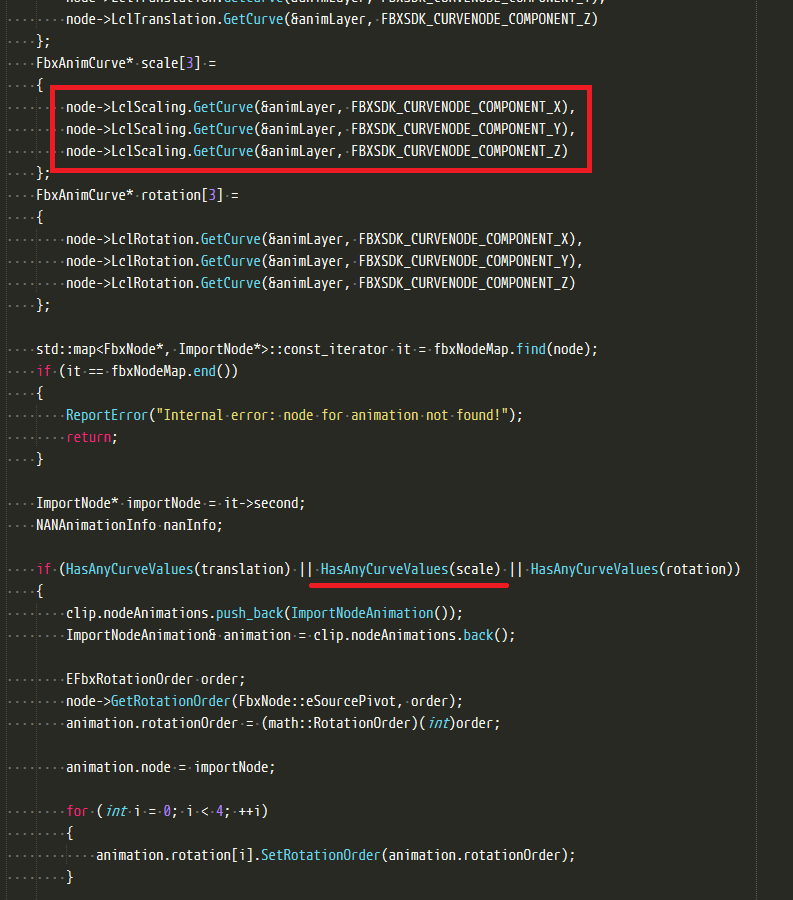 node->LclTranslation.GetCurve(&animLayer, FBXSDK_CURVENODE_COMPONENT_Z)
};
FbxAnimCurve* scale[3] =
{
node->LclScaling.GetCurve(&animLayer, FBXSDK_CURVENODE_COMPONENT_X),
node->LclScaling.GetCurve(&animLayer, FBXSDK_CURVENODE_COMPONENT_Y),
node->LclScaling.GetCurve(&animLayer, FBXSDK_CURVENODE_COMPONENT_Z)
};
FbxAnimCurve* rotation[3] =
{
node->LclRotation.GetCurve(&animLayer, FBXSDK_CURVENODE_COMPONENT_X),
node->LclRotation.GetCurve(&animLayer, FBXSDK_CURVENODE_COMPONENT_Y),
node->LclRotation.GetCurve(&animLayer, FBXSDK_CURVENODE_COMPONENT_Z)
};
std::map<FbxNode*, ImportNode*>::const_iterator it = fbxNodeMap.find(node);
if (it == fbxNodeMap.end())
{
ReportError("Internal error: node for animation not found!");
return;
}
ImportNode* importNode = it->second;
NANAnimationInfo nanInfo;
if (HasAnyCurveValues(translation) || HasAnyCurveValues(scale) || HasAnyCurveValues(rotation))
{
clip.nodeAnimations.push_back(ImportNodeAnimation());
ImportNodeAnimation& animation = clip.nodeAnimations.back();
EFbxRotationOrder order;
node->GetRotationOrder(FbxNode::eSourcePivot, order);
animation.rotationOrder = (math::RotationOrder)(int)order;
animation.node = importNode;
for (int i = 0; i < 4; ++i)
{
animation.rotation[i].SetRotationOrder(animation.rotationOrder);
}